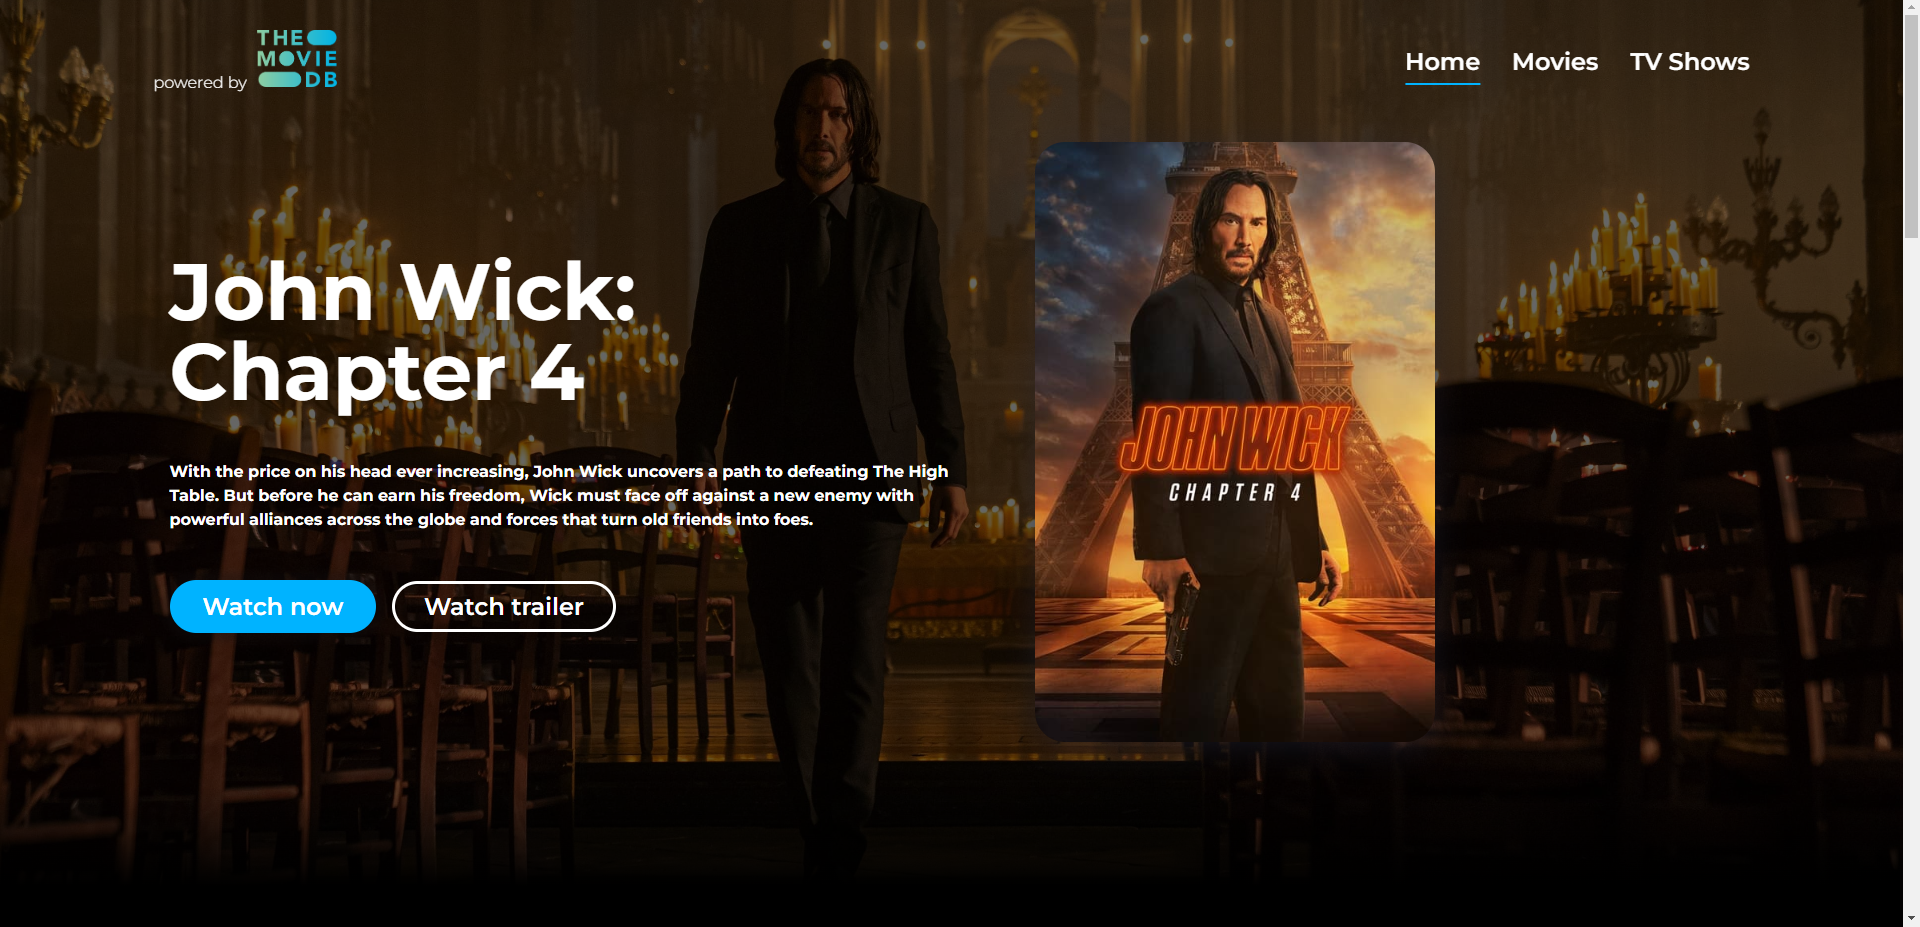 powered by
THE
MOVIE
DB
Home Movies TV Shows
John Wick:
Chapter 4
With the price on his head ever increasing, John Wick uncovers a path to defeating The High
Table. But before he can earn his freedom, Wick must face off against a new enemy with
powerful alliances across the globe and forces that turn old friends into foes.
Watch now Watch trailer
JOHN WICK
CHAPTER 4